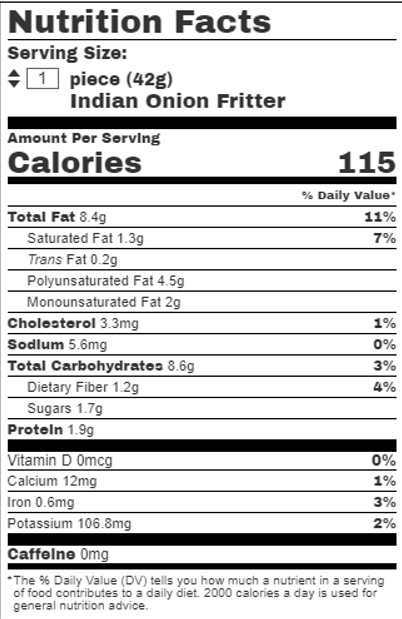 Nutrition Facts
Serving Size:
1 piece (42g)
Indian Onion Fritter
Amount Per Serving
Calories 115
% Daily Value*
Total Fat 8.4g 11%
Saturated Fat 1.3g 7%
Trans Fat 0.2g
Polyunsaturated Fat 4.5g
Monounsaturated Fat 2g
Cholesterol 3.3mg 1%
Sodium 5.6mg 0%
Total Carbohydrates 8.6g 3%
Dietary Fiber 1.2g 4%
Sugars 1.7g
Protein 1.9g
Vitamin D 0mcg 0%
Calcium 12mg 1%
Iron 0.6mg 3%
Potassium 106.8mg 2%
Caffeine 0mg
*The % Daily Value (DV) tells you how much a nutrient in a serving
of food contributes to a daily diet. 2000 calories a day is used for
general nutrition advice.